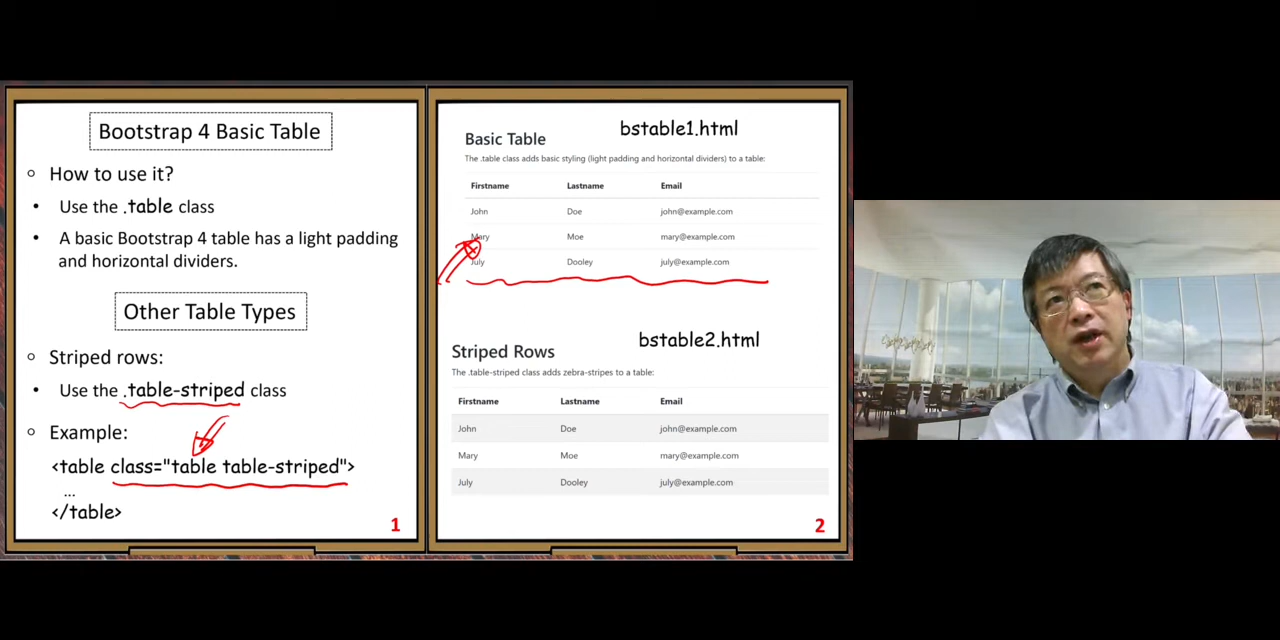 Bootstrap 4 Basic Table
○ How to use it?
• Use the .table class
• A basic Bootstrap 4 table has a light padding
and horizontal dividers.
Other Table Types
○ Striped rows:
• Use the .table-striped class
○ Example:
<table class="table table-striped">
...
</table>
1
bstable1.html
Basic Table
The .table class adds basic styling (light padding and horizontal dividers) to a table:
Firstname Lastname Email
John Doe john@example.com
Mary Moe mary@example.com
July Dooley july@example.com
bstable2.html
Striped Rows
The .table-striped class adds zebra-stripes to a table:
Firstname Lastname Email
John Doe john@example.com
Mary Moe mary@example.com
July Dooley july@example.com
2